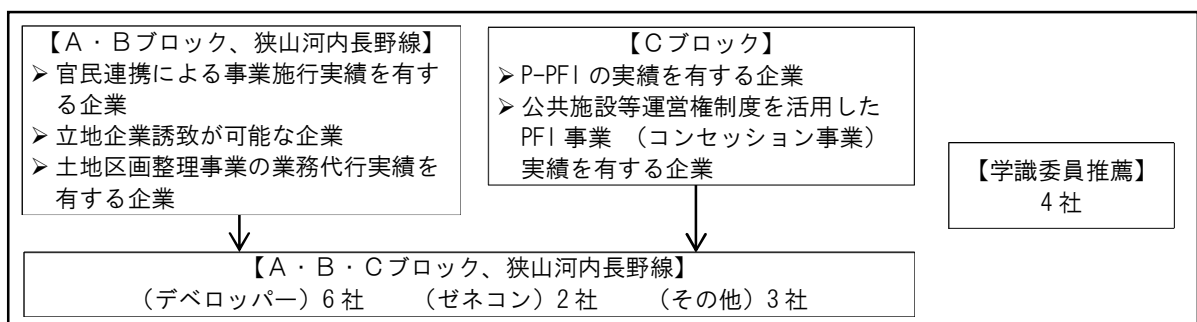 【A・Bブロック、狭山河内長野線】
➢ 官民連携による事業施行実績を有す
る企業
➢ 立地企業誘致が可能な企業
➢ 土地区画整理事業の業務代行実績を
有する企業
【Cブロック】
➢ P-PFIの実績を有する企業
➢ 公共施設等運営権制度を活用した
PFI事業 (コンセッション事業)
実績を有する企業
【学識委員推薦】
4社
【A・B・Cブロック、狭山河内長野線】
(デベロッパー)6社 (ゼネコン)2社 (その他)3社